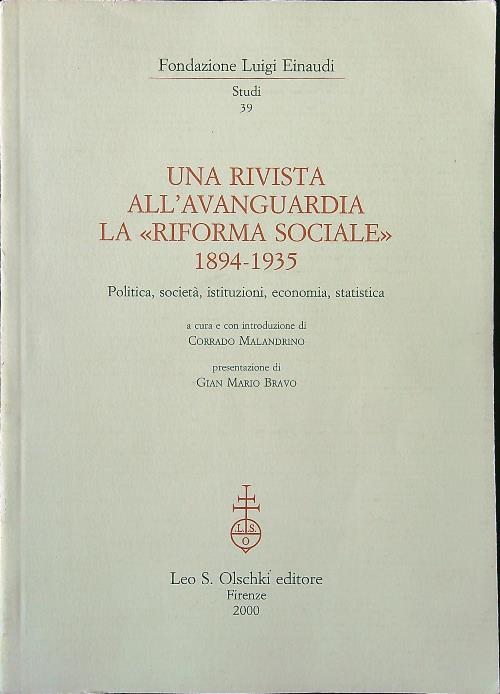 Fondazione Luigi Einaudi
Studi
39
UNA RIVISTA
ALL'AVANGUARDIA
LA «RIFORMA SOCIALE»
1894-1935
Politica, società, istituzioni, economia, statistica
a cura e con introduzione di
CORRADO MALANDRINO
presentazione di
GIAN MARIO BRAVO
L. S.
O
Leo S. Olschki editore
Firenze
2000